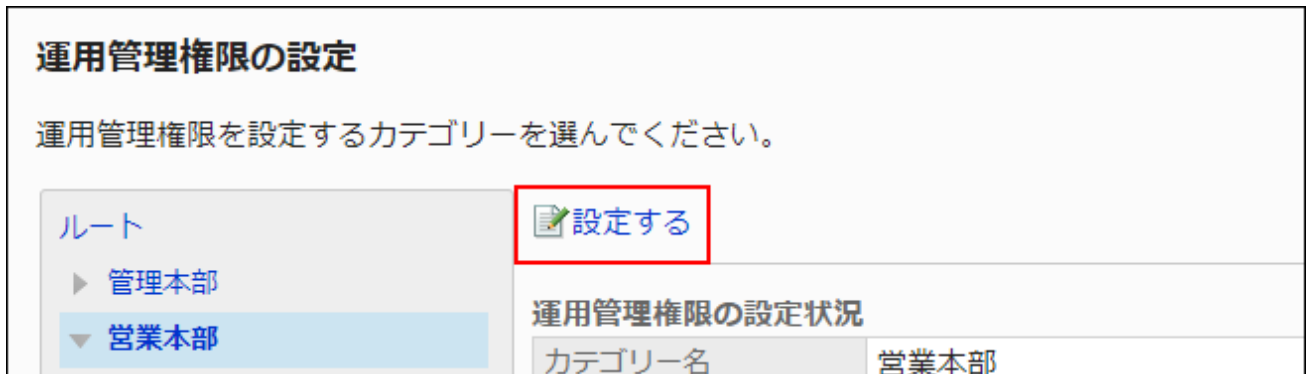 運用管理権限の設定
運用管理権限を設定するカテゴリーを選んでください。
ルート
管理本部
営業本部
設定する
運用管理権限の設定状況
カテゴリー名 営業本部